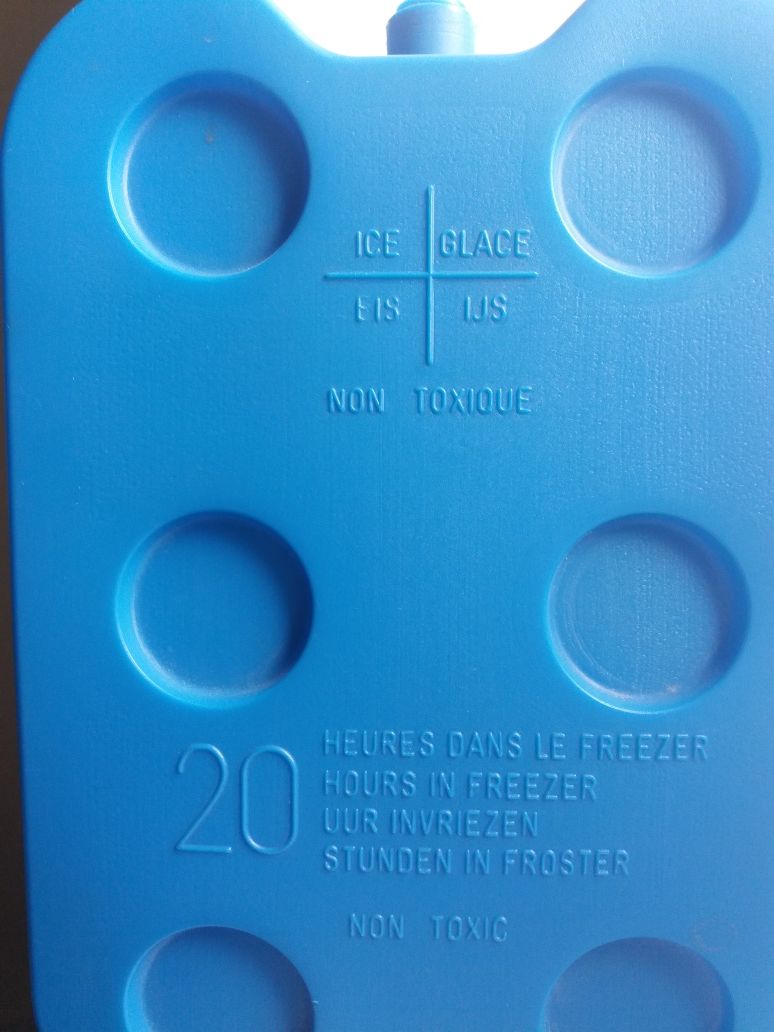 ICE GLACE
EIS IJS
NON TOXIQUE
20 HEURES DANS LE FREEZER
HOURS IN FREEZER
UUR INVRIEZEN
STUNDEN IN FROSTER
NON TOXIC